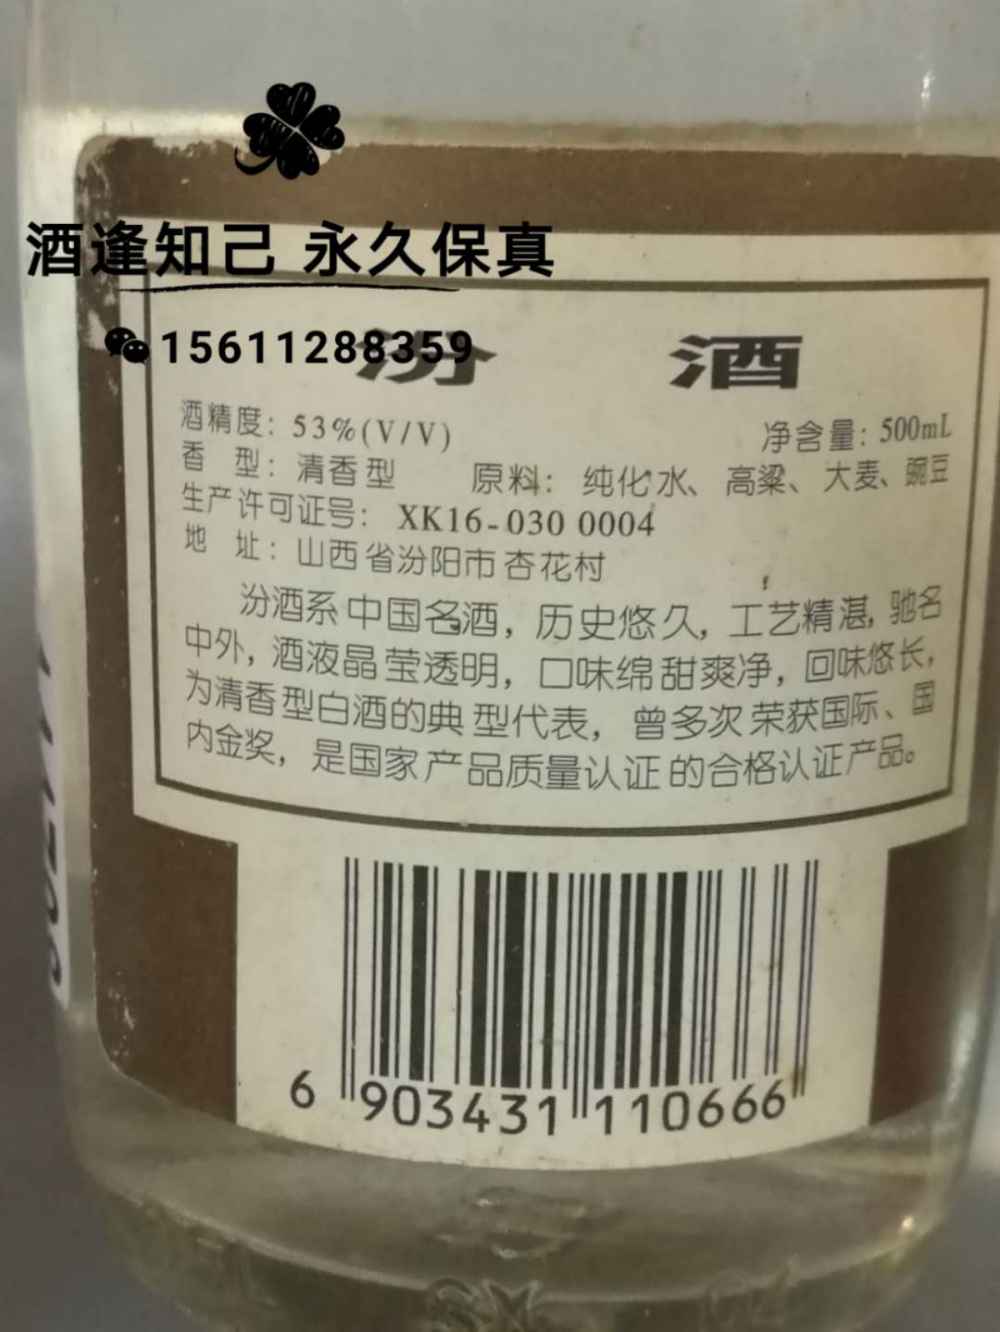 酒逢知己 永久保真
15611288359
汾 酒
酒精度：53%(V/V) 净含量：500mL
香 型：清香型 原料：纯化水、高粱、大麦、豌豆
生产许可证号： XK16-030 0004
地 址：山西省汾阳市杏花村
汾酒系中国名酒，历史悠久，工艺精湛，驰名
中外，酒液晶莹透明，口味绵甜爽净，回味悠长，
为清香型白酒的典型代表，曾多次荣获国际、国
内金奖，是国家产品质量认证的合格认证产品。
6 903431 110666